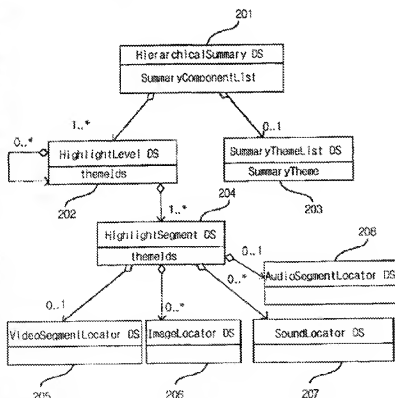 201
HierarchicalSummary DS
SummaryComponentList
1..*
0..1
0..*
HighlightLevel DS
themeIds
SummaryThemeList DS
SummaryTheme
202
204
203
1..*
HighlightSegment DS
themeIds
208
0..1
AudioSegmentLocator DS
0..1
0..*
0..*
VideoSegmentLocator DS
ImageLocator DS
SoundLocator DS
205
206
207